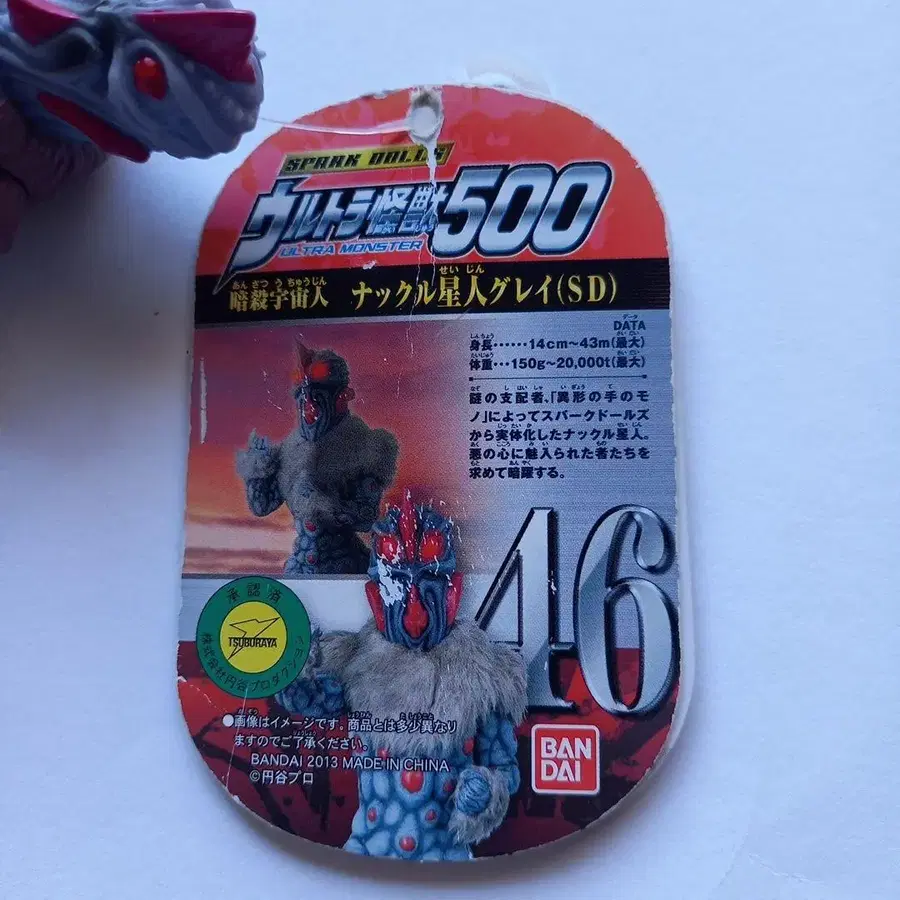 SPARK DOLLS
ウルトラ怪獣500
ULTRA MONSTER
暗殺宇宙人 ナックル星人グレイ(SD)
DATA
身長……14cm~43m(最大)
体重…150g~20,000t(最大)
謎の支配者、「異形の手のモ
ノ」によってスパークドールズ
から実体化したナックル星人。
悪の心に魅入られた者たちを
求めて暗躍する。
46
承認済
TSUBURAYA
株式会社円谷プロダクション
●画像はイメージです。商品とは多少異なり
ますのでご了承ください。
BANDAI 2013 MADE IN CHINA
©円谷プロ
BAN
DAI